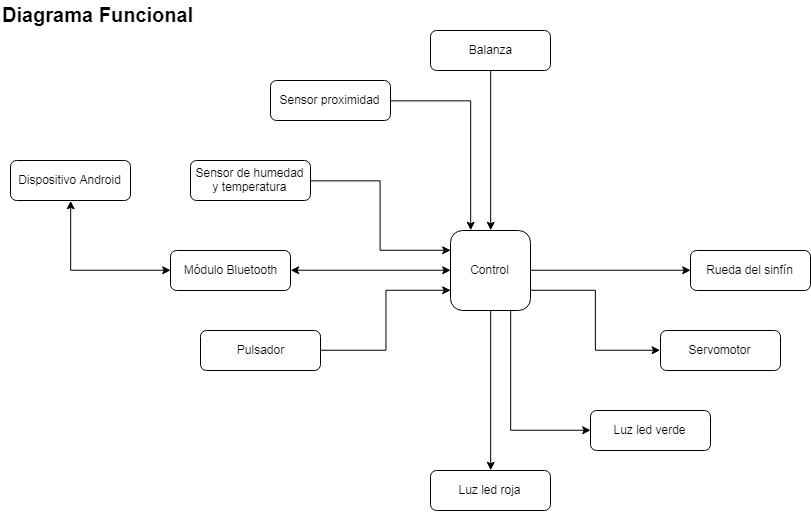 Diagrama Funcional
Balanza
Sensor proximidad
Dispositivo Android
Sensor de humedad
y temperatura
Módulo Bluetooth
Control
Rueda del sinfín
Pulsador
Servomotor
Luz led verde
Luz led roja